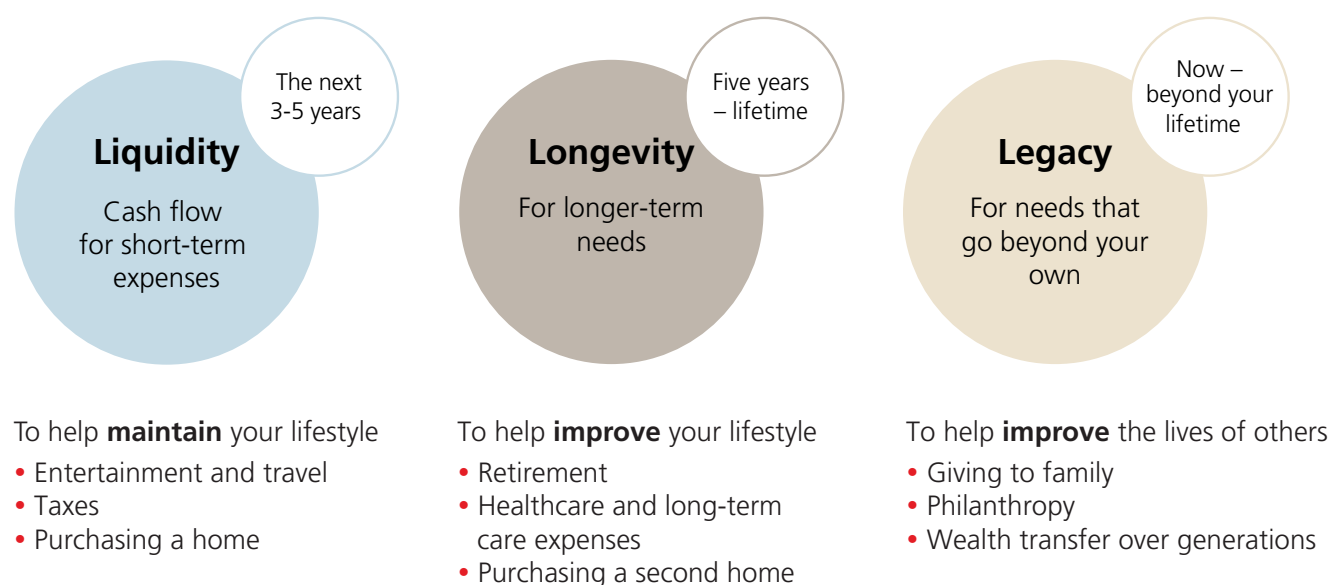 The next
3-5 years
Liquidity
Cash flow
for short-term
expenses
To help maintain your lifestyle
• Entertainment and travel
• Taxes
• Purchasing a home
Five years
– lifetime
Longevity
For longer-term
needs
To help improve your lifestyle
• Retirement
• Healthcare and long-term
care expenses
• Purchasing a second home
Now –
beyond your
lifetime
Legacy
For needs that
go beyond your
own
To help improve the lives of others
• Giving to family
• Philanthropy
• Wealth transfer over generations